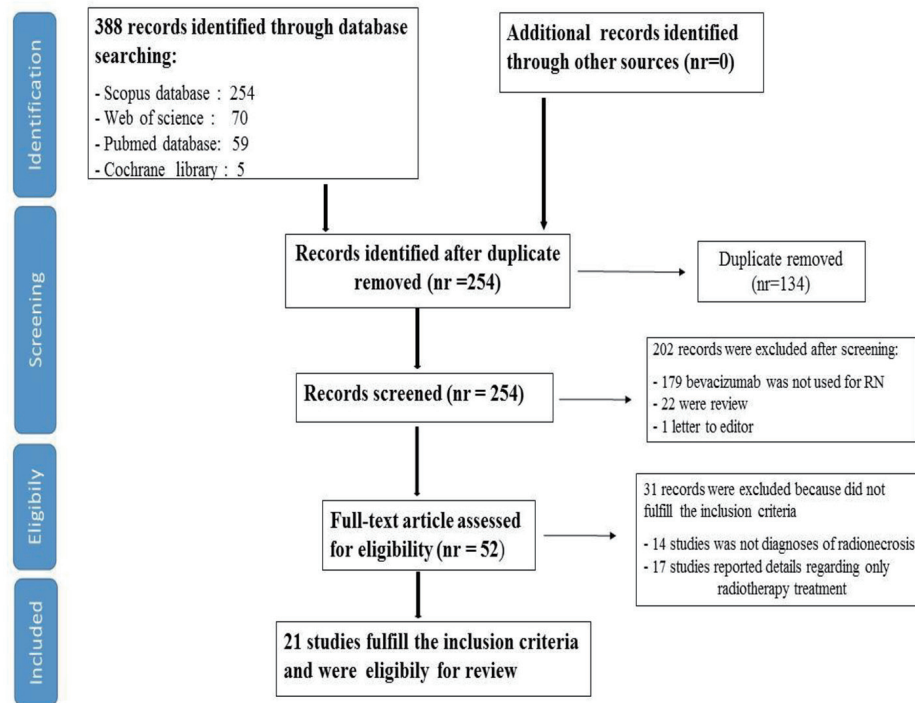 Identification
388 records identified through database
searching:
- Scopus database : 254
- Web of science : 70
- Pubmed database: 59
- Cochrane library : 5
Additional records identified
through other sources (nr=0)
Screening
Records identified after duplicate
removed (nr =254)
Duplicate removed
(nr=134)
Records screened (nr = 254)
202 records were excluded after screening:
- 179 bevacizumab was not used for RN
- 22 were review
- 1 letter to editor
Eligibily
Full-text article assessed
for eligibility (nr = 52)
31 records were excluded because did not
fulfill the inclusion criteria
- 14 studies was not diagnoses of radionecrosis
- 17 studies reported details regarding only
radiotherapy treatment
Included
21 studies fulfill the inclusion criteria
and were eligibily for review